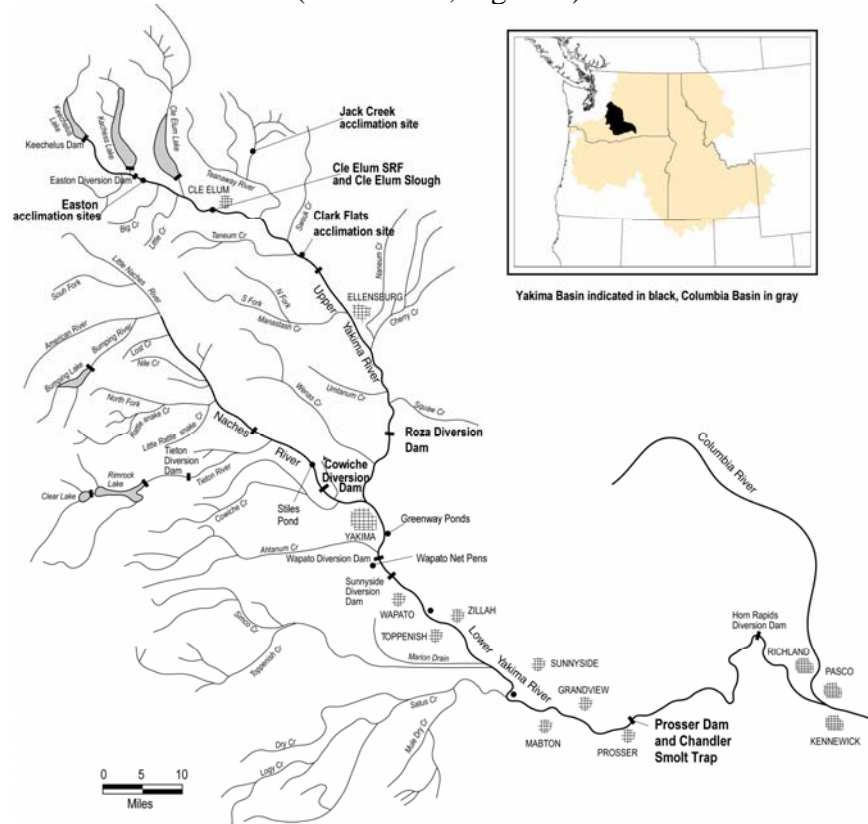 Jack Creek
acclimation site
Cle Elum SRF
and Cle Elum Slough
Clark Flats
acclimation site
Keechelus
Lake
Kachess Lake
Cle Elum Lake
Keechelus Dam
Easton Diversion Dam
CLE ELUM
Teanaway River
Easton
acclimation sites
Big Cr
Little Cr
Taneum Cr
Swauk Cr
Naneum Cr
Yakima Basin indicated in black, Columbia Basin in gray
Little Naches
River
South Fork
S Fork
N Fork
Manastash Cr
ELLENSBURG
Cherry Cr
Upper
Yakima River
American River
Bumping River
Bumping Lake
Lost Cr
Nile Cr
Wenas Cr
Umtanum Cr
Squaw Cr
North Fork
Rattle snake Cr
Little Rattle snake Cr
Naches
River
Roza Diversion
Dam
Tieton
Diversion
Dam
Rimrock
Lake
Clear Lake
Tieton River
Cowiche
Diversion
Dam
Cowiche Cr
Stiles
Pond
Columbia River
YAKIMA
Greenway Ponds
Ahtanum Cr
Wapato Diversion Dam
Wapato Net Pens
Sunnyside
Diversion
Dam
WAPATO
ZILLAH
TOPPENISH
Simco Cr
Toppenish Cr
Marion Drain
Lower Yakima River
SUNNYSIDE
GRANDVIEW
Horn Rapids
Diversion Dam
RICHLAND
PASCO
KENNEWICK
Satus Cr
Dry Cr
Logy Cr
Mule Dry Cr
MABTON
PROSSER
Prosser Dam
and Chandler
Smolt Trap
0 5 10
Miles